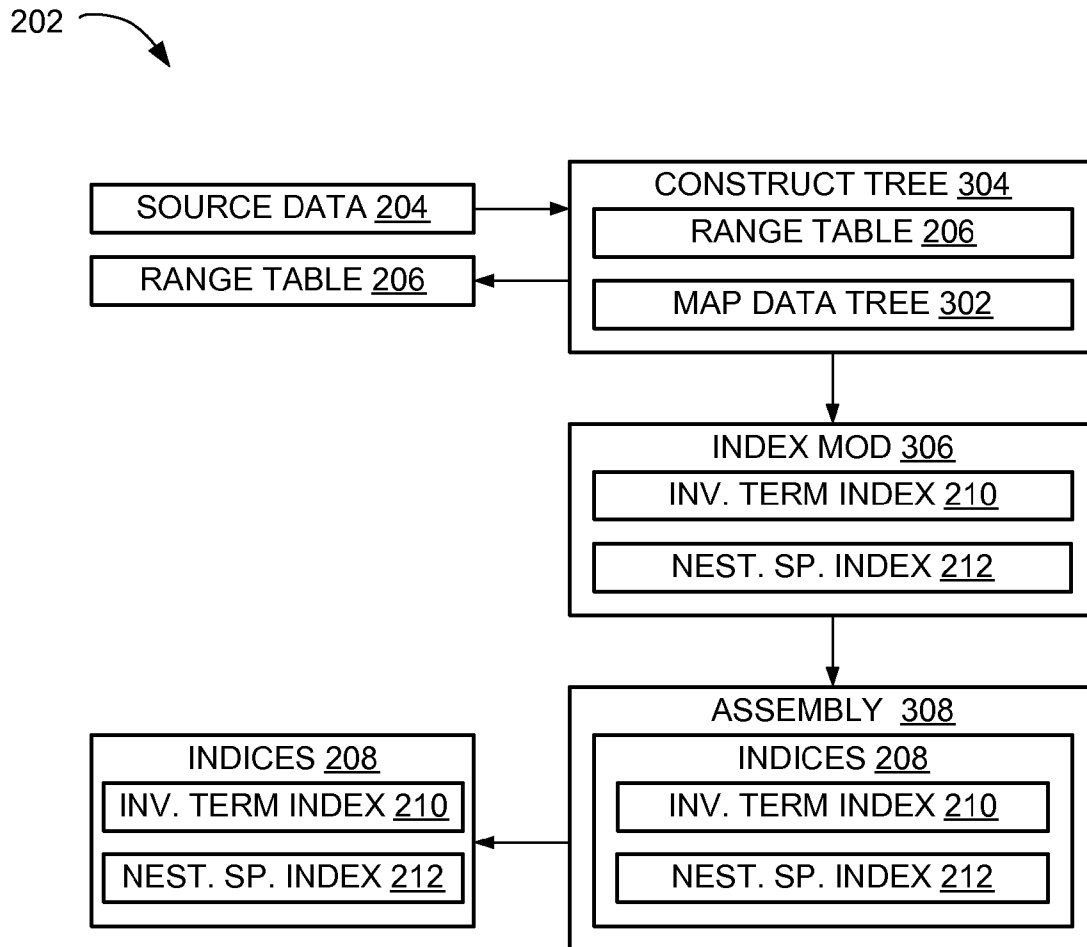 202
SOURCE DATA 204
RANGE TABLE 206
CONSTRUCT TREE 304
RANGE TABLE 206
MAP DATA TREE 302
INDEX MOD 306
INV. TERM INDEX 210
NEST. SP. INDEX 212
ASSEMBLY 308
INDICES 208
INV. TERM INDEX 210
NEST. SP. INDEX 212
INDICES 208
INV. TERM INDEX 210
NEST. SP. INDEX 212